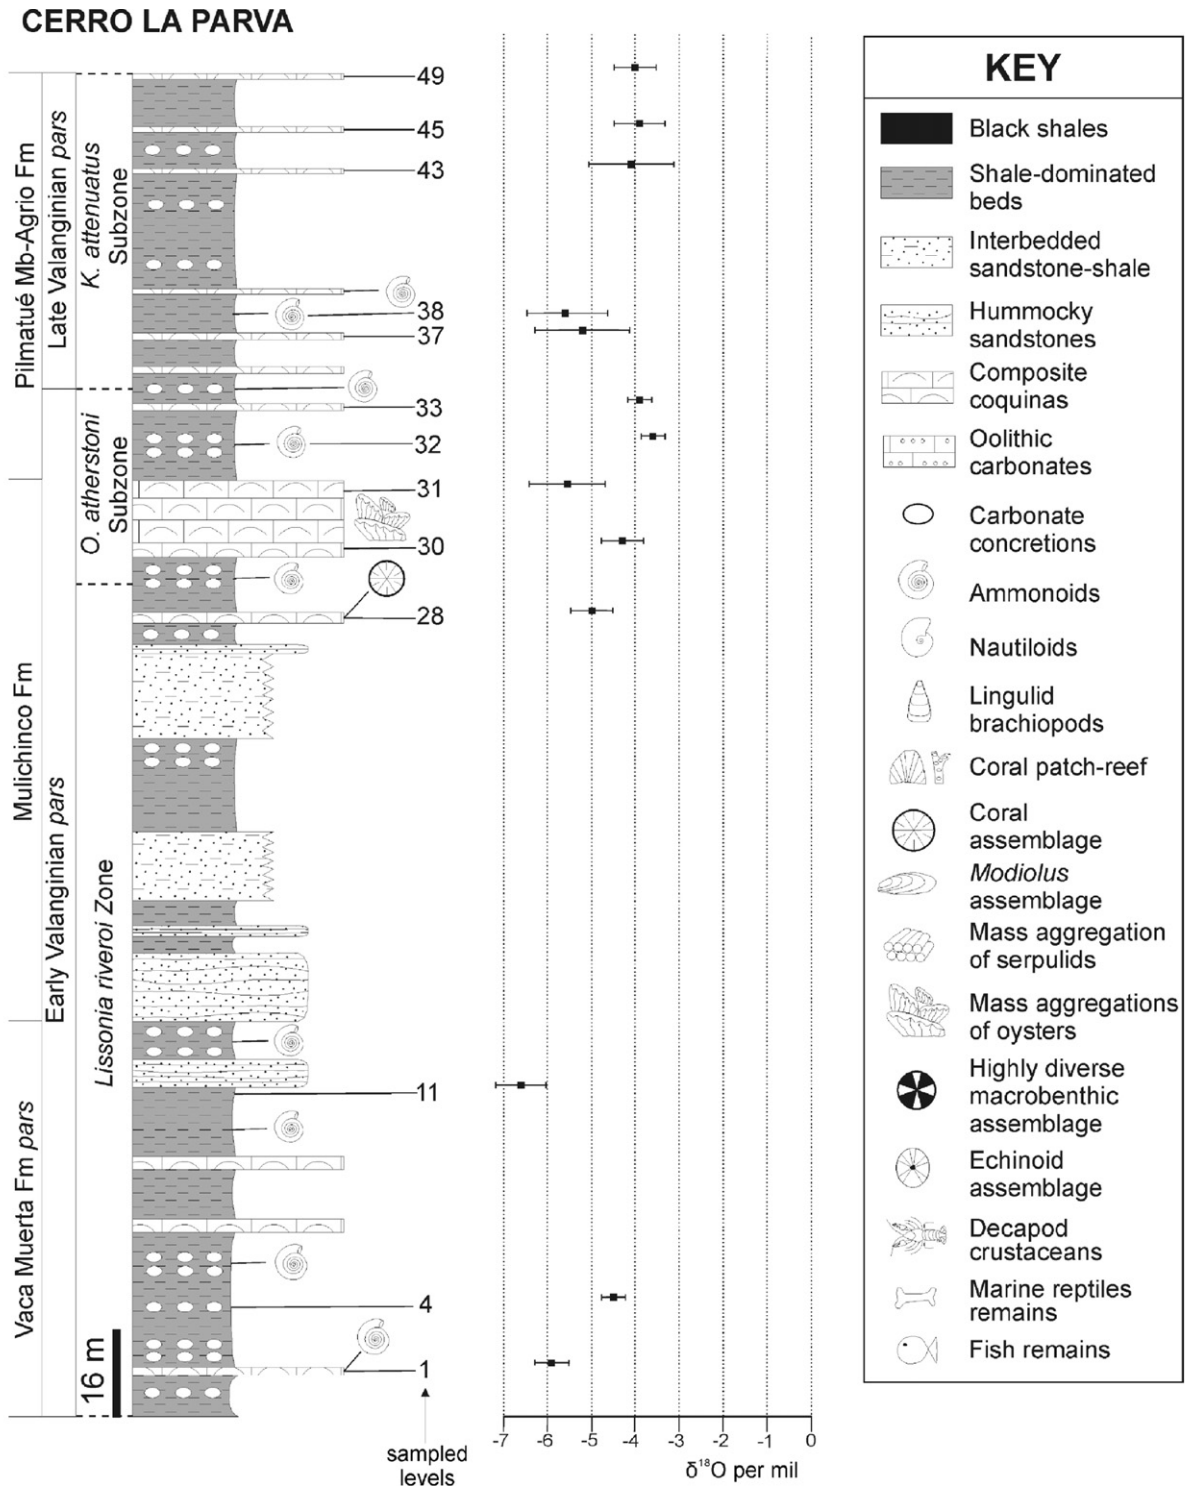 CERRO LA PARVA
Pilmatué Mb-Agrio Fm
Late Valanginian pars
K. attenuatus
Subzone
O. atherstoni
Subzone
Mulichinco Fm
Early Valanginian pars
Lissonia riveroi Zone
Vaca Muerta Fm pars
16 m
49
45
43
38
37
33
32
31
30
28
11
4
1
sampled
levels
-7 -6 -5 -4 -3 -2 -1 0
δ¹⁸O per mil
KEY
Black shales
Shale-dominated
beds
Interbedded
sandstone-shale
Hummocky
sandstones
Composite
coquinas
Oolithic
carbonates
Carbonate
concretions
Ammonoids
Nautiloids
Lingulid
brachiopods
Coral patch-reef
Coral
assemblage
Modiolus
assemblage
Mass aggregation
of serpulids
Mass aggregations
of oysters
Highly diverse
macrobenthic
assemblage
Echinoid
assemblage
Decapod
crustaceans
Marine reptiles
remains
Fish remains